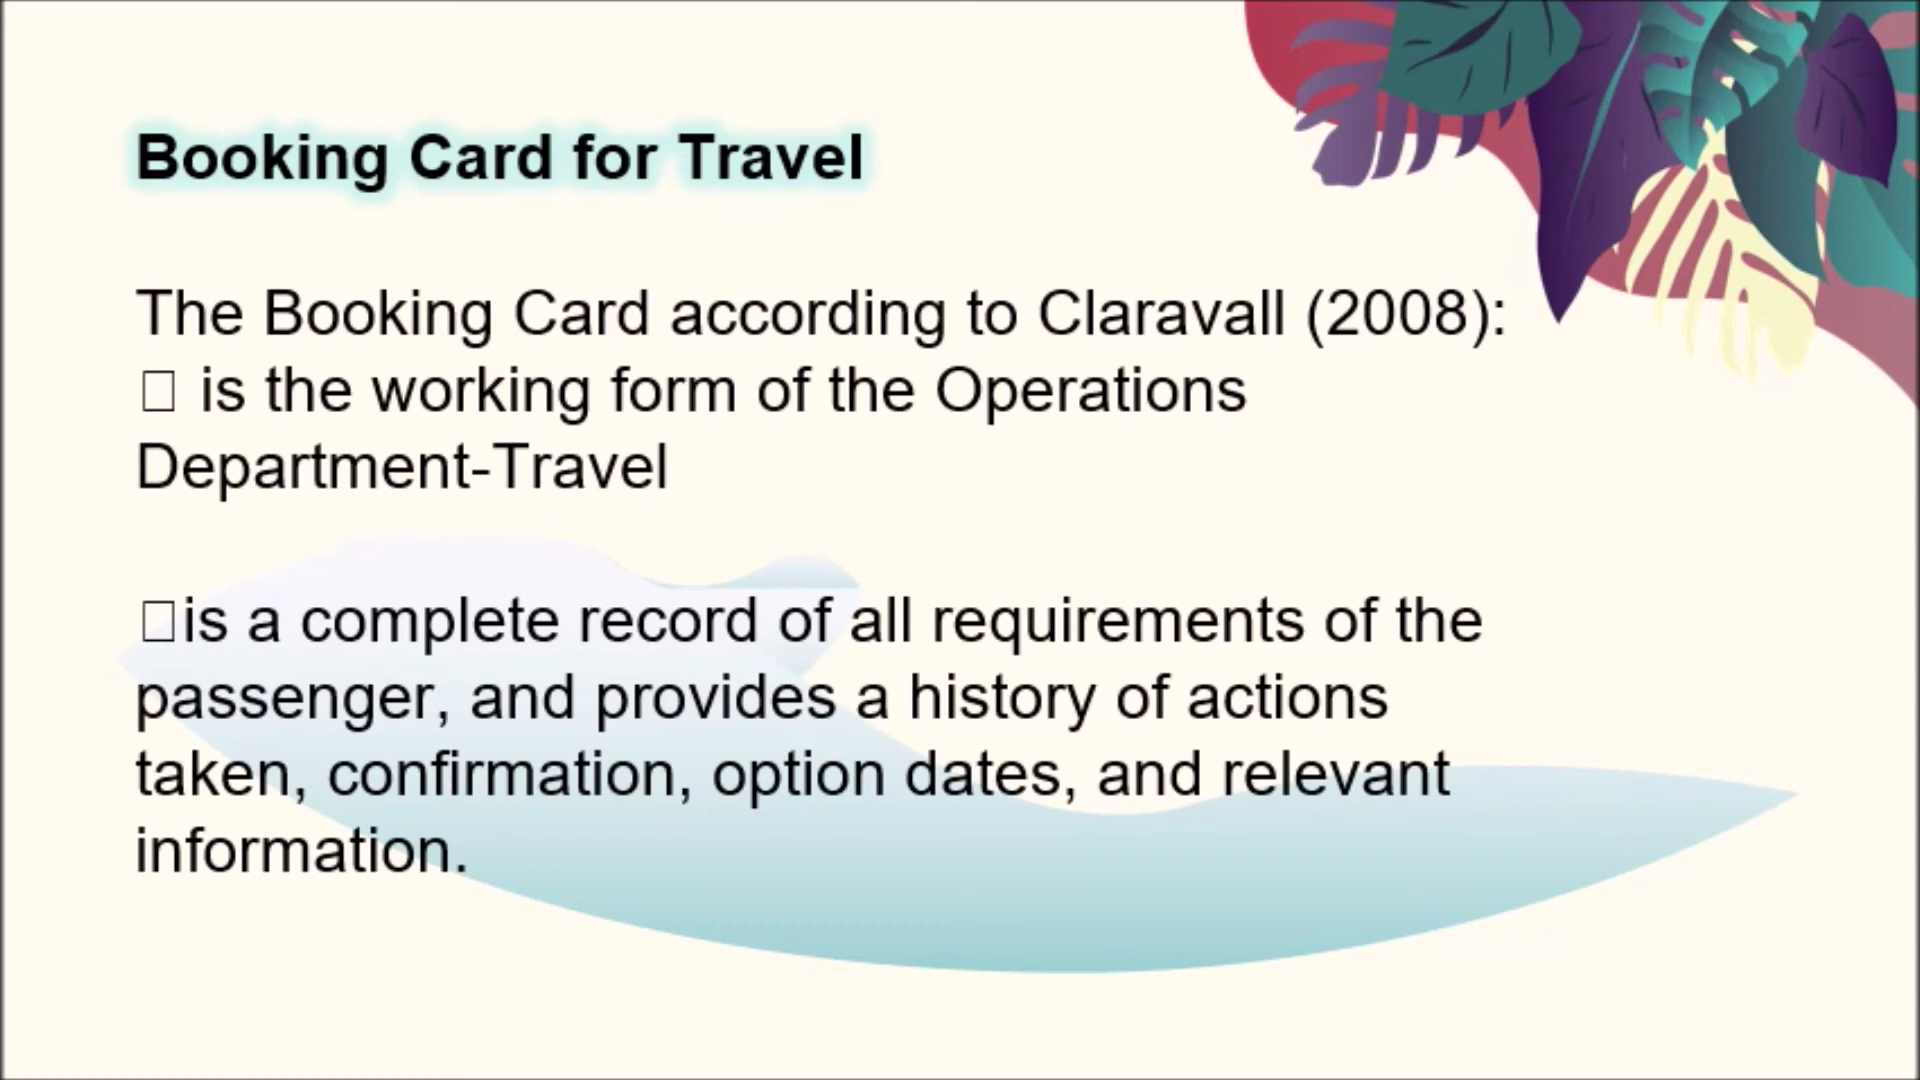 Booking Card for Travel
The Booking Card according to Claravall (2008):
□ is the working form of the Operations
Department-Travel
□is a complete record of all requirements of the
passenger, and provides a history of actions
taken, confirmation, option dates, and relevant
information.